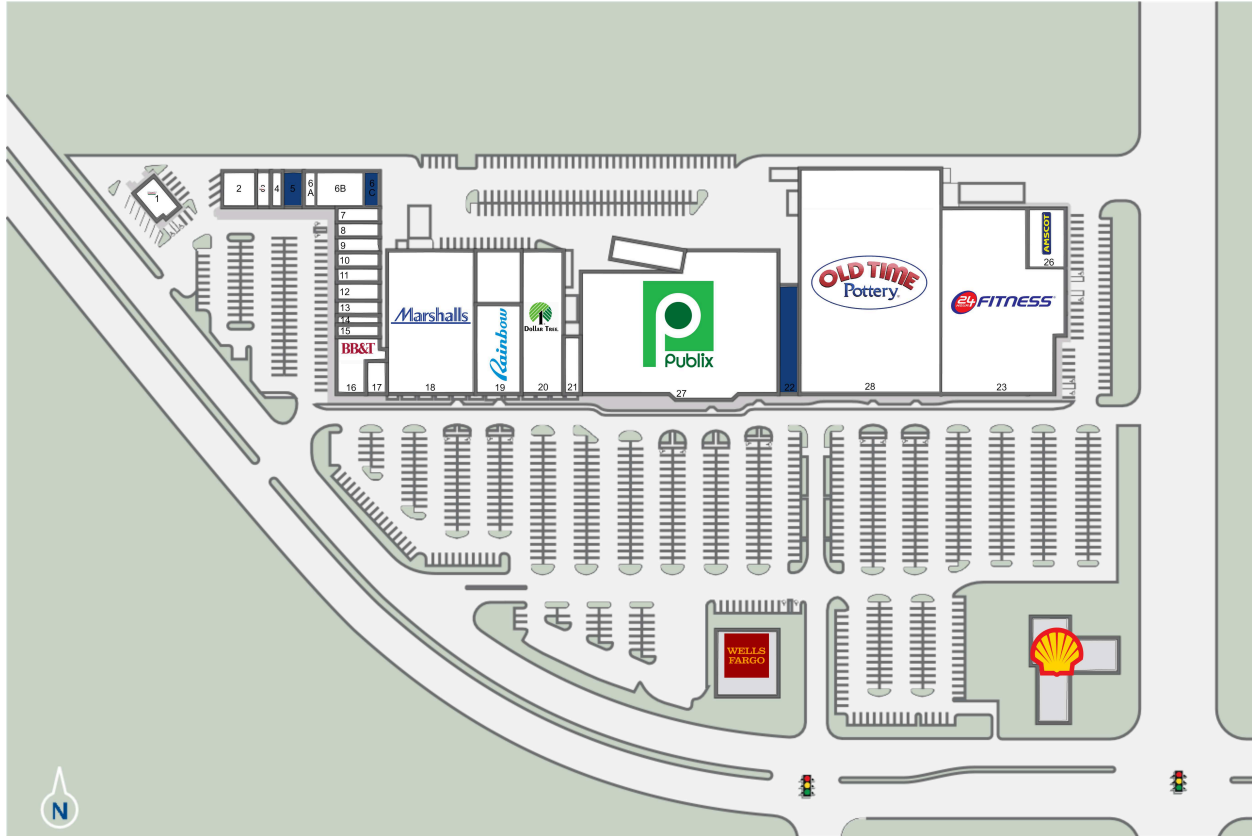 1
2
3
4
5
6
A
6B
6
C
7
8
9
10
11
12
13
14
15
BB&T
16
17
Marshalls
18
Rainbow
19
DOLLAR TREE
20
21
Publix
27
22
OLD TIME
Pottery
28
24
FITNESS
23
AMSCOT
26
WELLS
FARGO
N